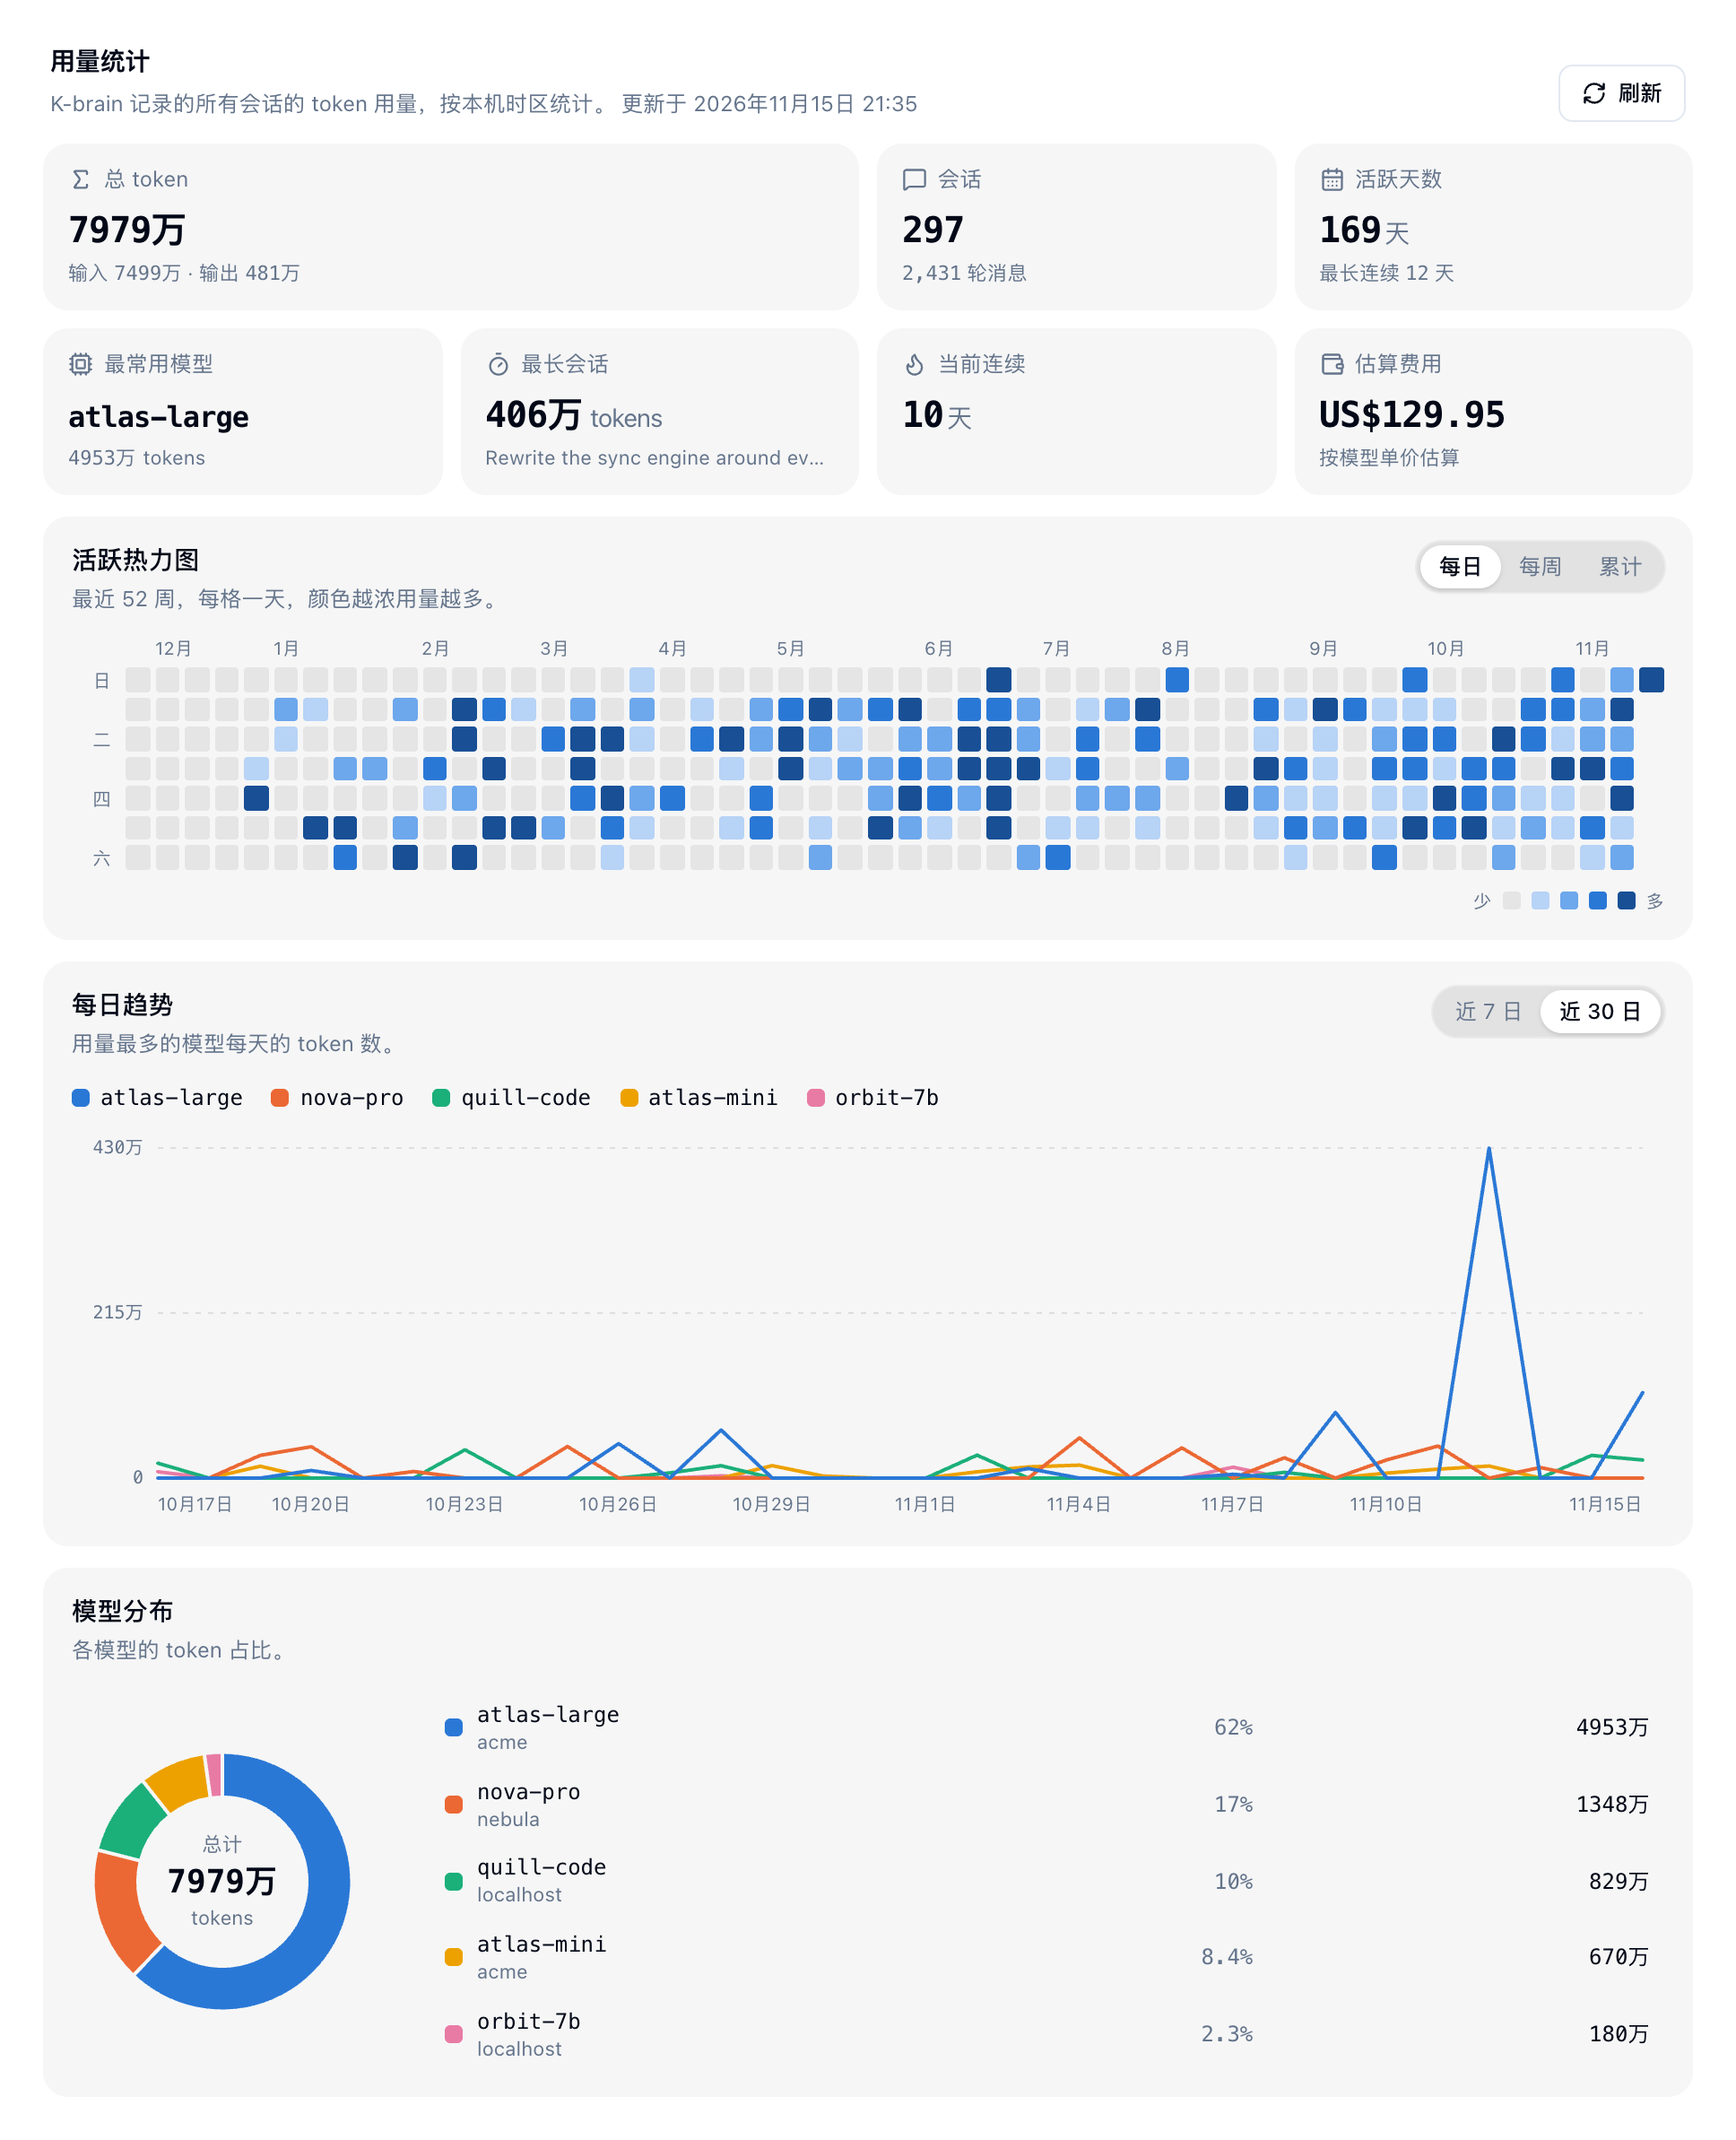 用量统计
K-brain 记录的所有会话的 token 用量，按本机时区统计。 更新于 2026年11月15日 21:35
刷新
总 token
7979万
输入 7499万 · 输出 481万
会话
297
2,431 轮消息
活跃天数
169 天
最长连续 12 天
最常用模型
atlas-large
4953万 tokens
最长会话
406万 tokens
Rewrite the sync engine around ev...
当前连续
10 天
估算费用
US$129.95
按模型单价估算
活跃热力图
最近 52 周，每格一天，颜色越浓用量越多。
每日 每周 累计
12月 1月 2月 3月 4月 5月 6月 7月 8月 9月 10月 11月
日
二
四
六
少 多
每日趋势
用量最多的模型每天的 token 数。
近 7 日 近 30 日
atlas-large nova-pro quill-code atlas-mini orbit-7b
430万
215万
0
10月17日 10月20日 10月23日 10月26日 10月29日 11月1日 11月4日 11月7日 11月10日 11月15日
模型分布
各模型的 token 占比。
总计
7979万
tokens
atlas-large 62% 4953万
acme
nova-pro 17% 1348万
nebula
quill-code 10% 829万
localhost
atlas-mini 8.4% 670万
acme
orbit-7b 2.3% 180万
localhost